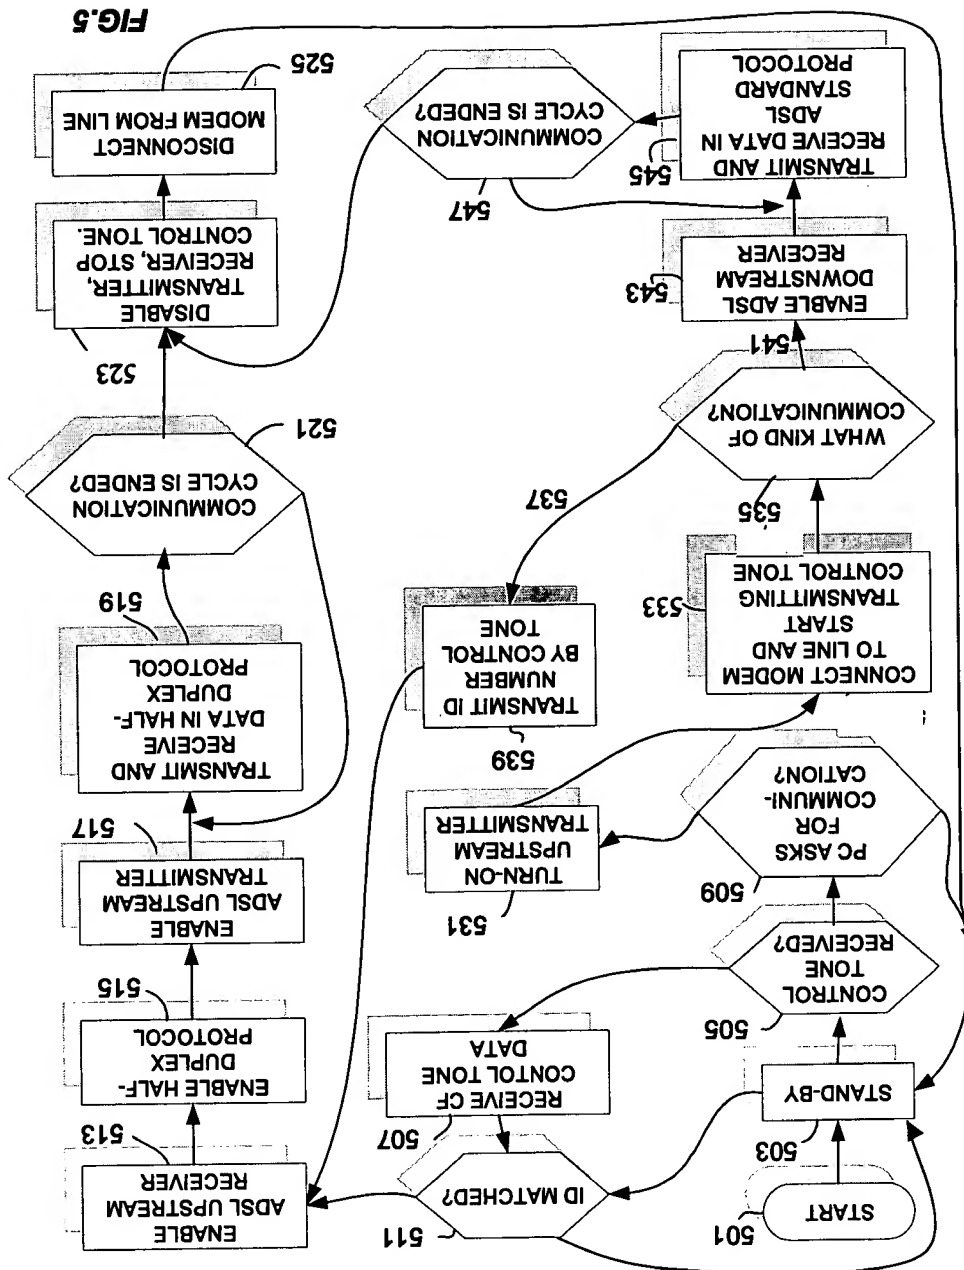 START
501
STAND-BY
503
CONTROL
TONE
RECEIVED?
505
PC ASKS
FOR
COMMUNI-
CATION?
509
CONNECT MODEM
TO LINE AND
START
TRANSMITTING
CONTROL TONE
533
WHAT KIND OF
COMMUNICATION?
535
541
ENABLE ADSL
DOWNSTREAM
RECEIVER
543
TRANSMIT AND
RECEIVE DATA IN
ADSL
STANDARD
PROTOCOL
545
ID MATCHED?
511
RECEIVE CF
CONTOL TONE
DATA
507
TURN-ON
UPSTREAM
TRANSMITTER
531
TRANSMIT ID
NUMBER
BY CONTROL
TONE
539
537
COMMUNICATION
CYCLE IS ENDED?
547
ENABLE
ADSL UPSTREAM
RECEIVER
513
ENABLE HALF-
DUPLEX
PROTOCOL
515
ENABLE
ADSL UPSTREAM
TRANSMITTER
517
TRANSMIT AND
RECEIVE
DATA IN HALF-
DUPLEX
PROTOCOL
519
COMMUNICATION
CYCLE IS ENDED?
521
DISABLE
TRANSMITTER,
RECEIVER, STOP
CONTROL TONE.
523
DISCONNECT
MODEM FROM LINE
525
FIG.5